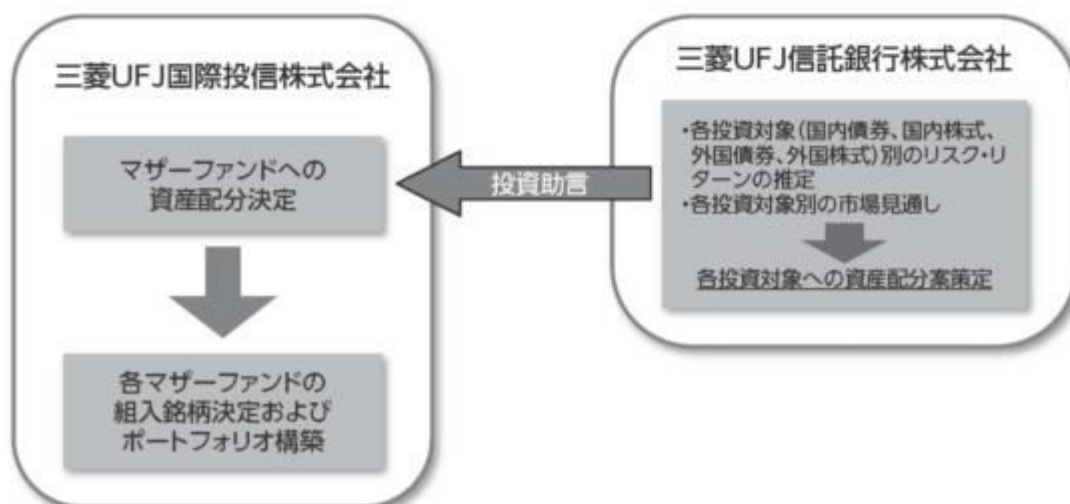 三菱UFJ国際投信株式会社
マザーファンドへの
資産配分決定
各マザーファンドの
組入銘柄決定および
ポートフォリオ構築
投資助言
三菱UFJ信託銀行株式会社
・各投資対象(国内債券、国内株式、
外国債券、外国株式)別のリスク・リ
ターンの推定
・各投資対象別の市場見通し
各投資対象への資産配分案策定